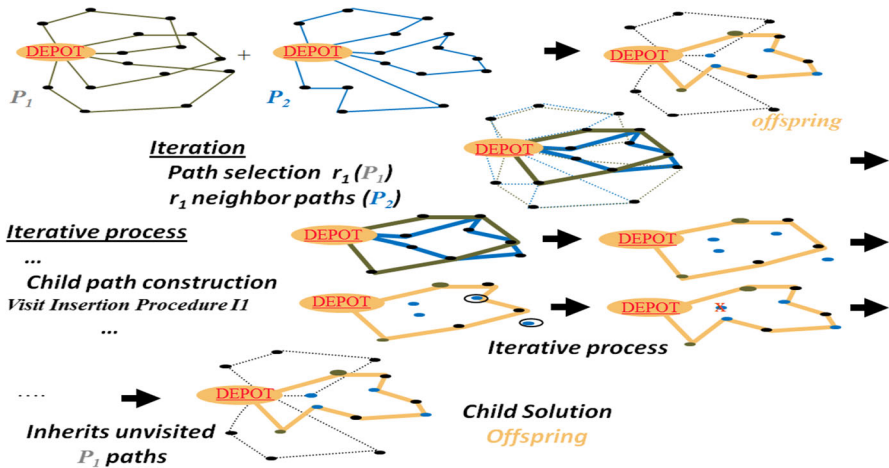 DEPOT
+
DEPOT
DEPOT
P1
P2
offspring
Iteration
Path selection r1 (P1)
r1 neighbor paths (P2)
DEPOT
Iterative process
...
Child path construction
Visit Insertion Procedure I1
...
DEPOT
DEPOT
DEPOT
DEPOT
X
Iterative process
....
DEPOT
Inherits unvisited
P1 paths
Child Solution
Offspring